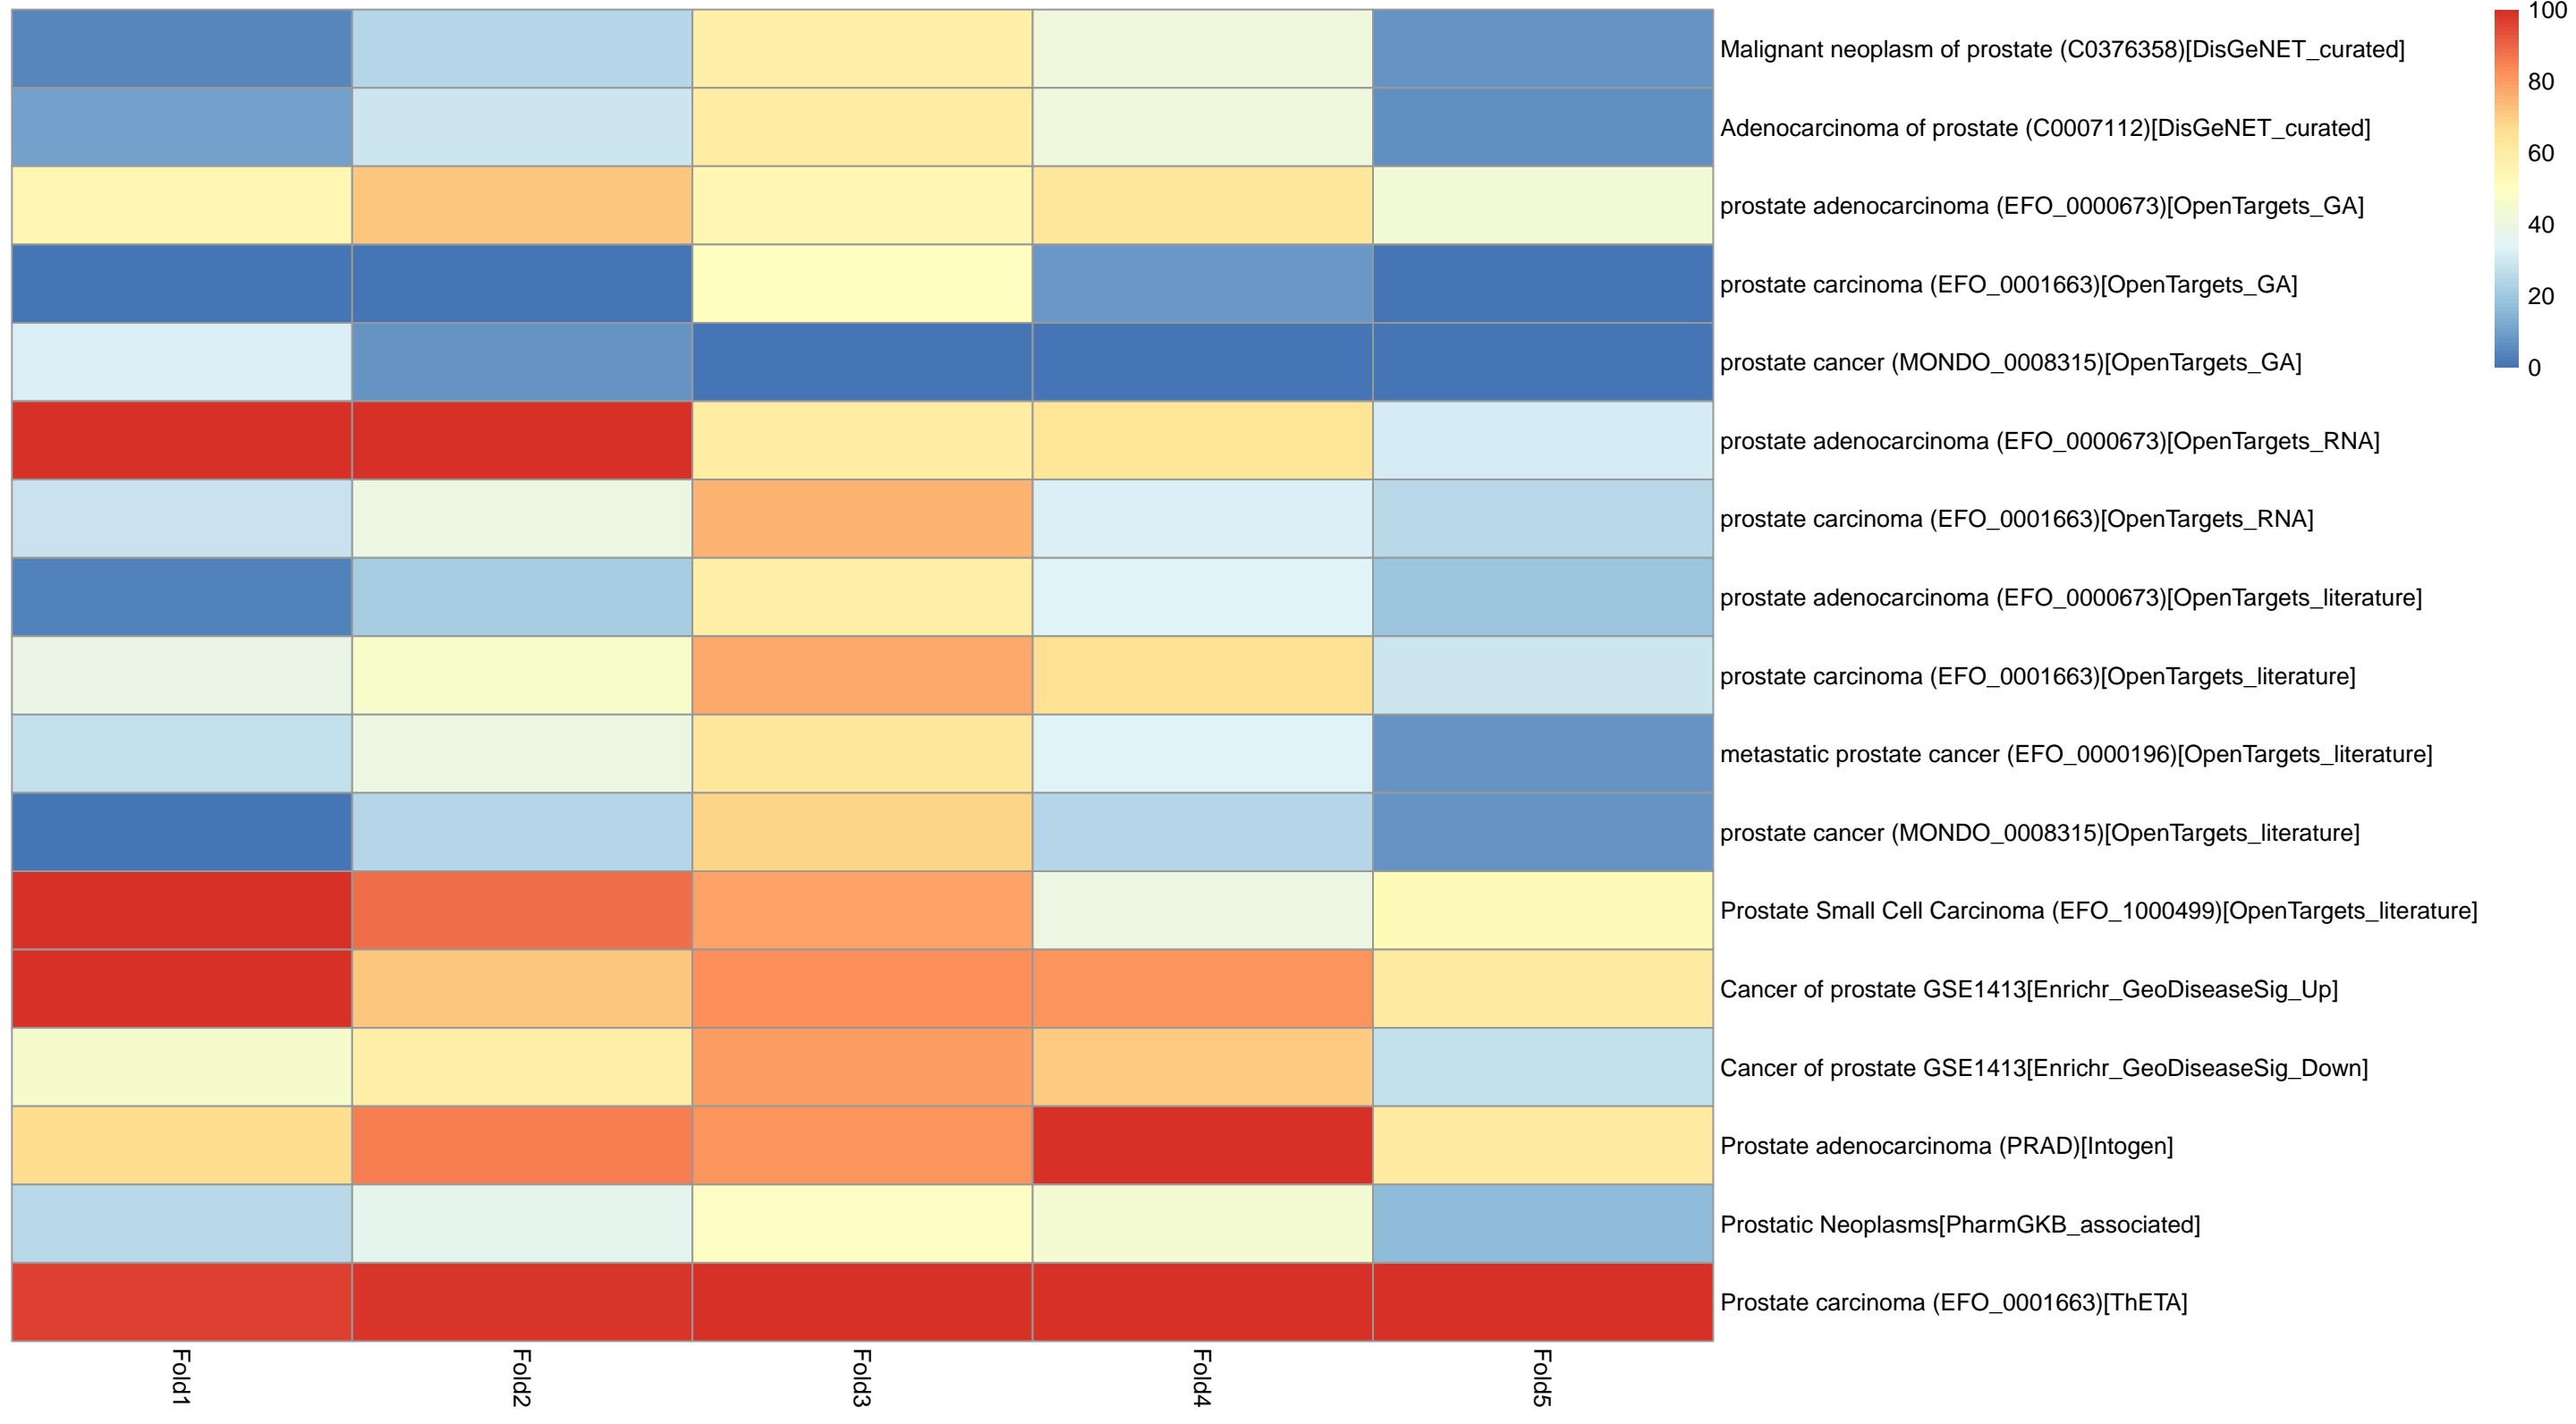 Malignant neoplasm of prostate (C0376358)[DisGeNET_curated]
Adenocarcinoma of prostate (C0007112)[DisGeNET_curated]
prostate adenocarcinoma (EFO_0000673)[OpenTargets_GA]
prostate carcinoma (EFO_0001663)[OpenTargets_GA]
prostate cancer (MONDO_0008315)[OpenTargets_GA]
prostate adenocarcinoma (EFO_0000673)[OpenTargets_RNA]
prostate carcinoma (EFO_0001663)[OpenTargets_RNA]
prostate adenocarcinoma (EFO_0000673)[OpenTargets_literature]
prostate carcinoma (EFO_0001663)[OpenTargets_literature]
metastatic prostate cancer (EFO_0000196)[OpenTargets_literature]
prostate cancer (MONDO_0008315)[OpenTargets_literature]
Prostate Small Cell Carcinoma (EFO_1000499)[OpenTargets_literature]
Cancer of prostate GSE1413[Enrichr_GeoDiseaseSig_Up]
Cancer of prostate GSE1413[Enrichr_GeoDiseaseSig_Down]
Prostate adenocarcinoma (PRAD)[Intogen]
Prostatic Neoplasms[PharmGKB_associated]
Prostate carcinoma (EFO_0001663)[ThETA]
Fold1
Fold2
Fold3
Fold4
Fold5
100
80
60
40
20
0